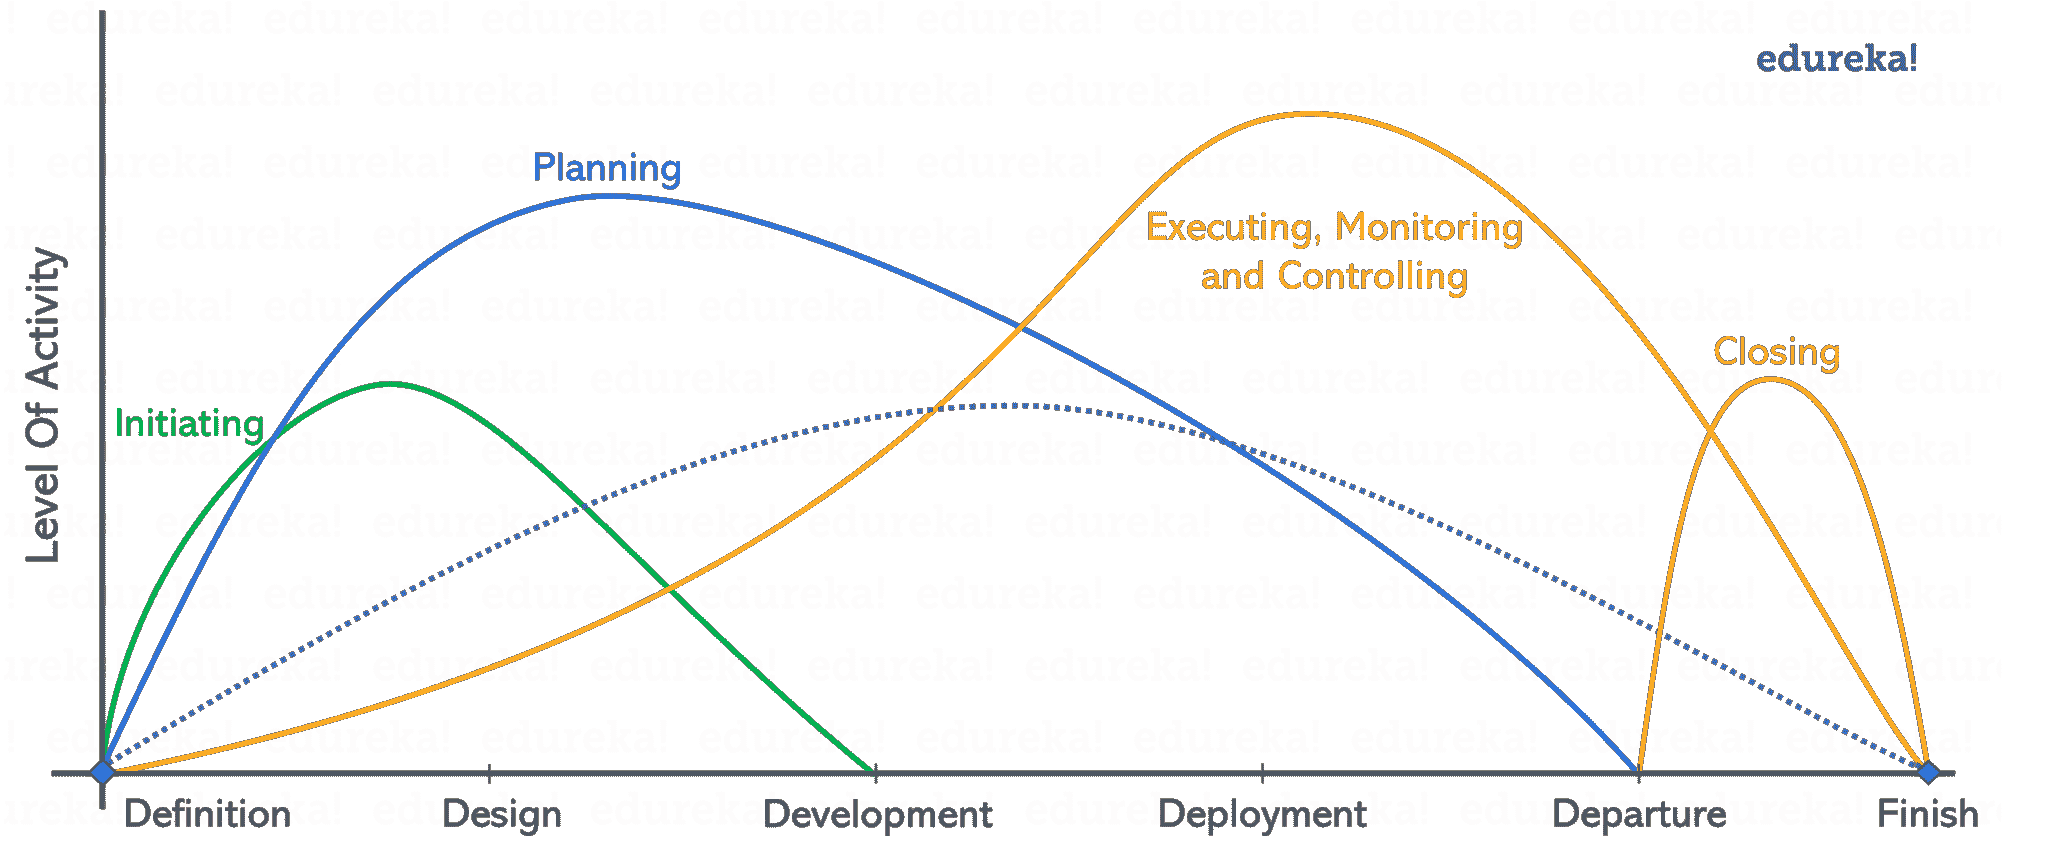 edureka!
Planning
Executing, Monitoring
and Controlling
Closing
Initiating
Level Of Activity
Definition
Design
Development
Deployment
Departure
Finish